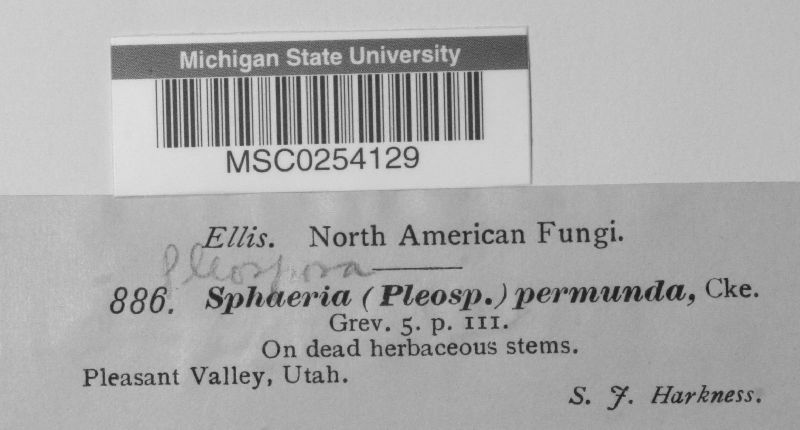 Michigan State University
MSC0254129
Ellis. North American Fungi.
Pleospora
886. Sphaeria (Pleosp.) permunda, Cke.
Grev. 5. p. III.
On dead herbaceous stems.
Pleasant Valley, Utah.
S. J. Harkness.